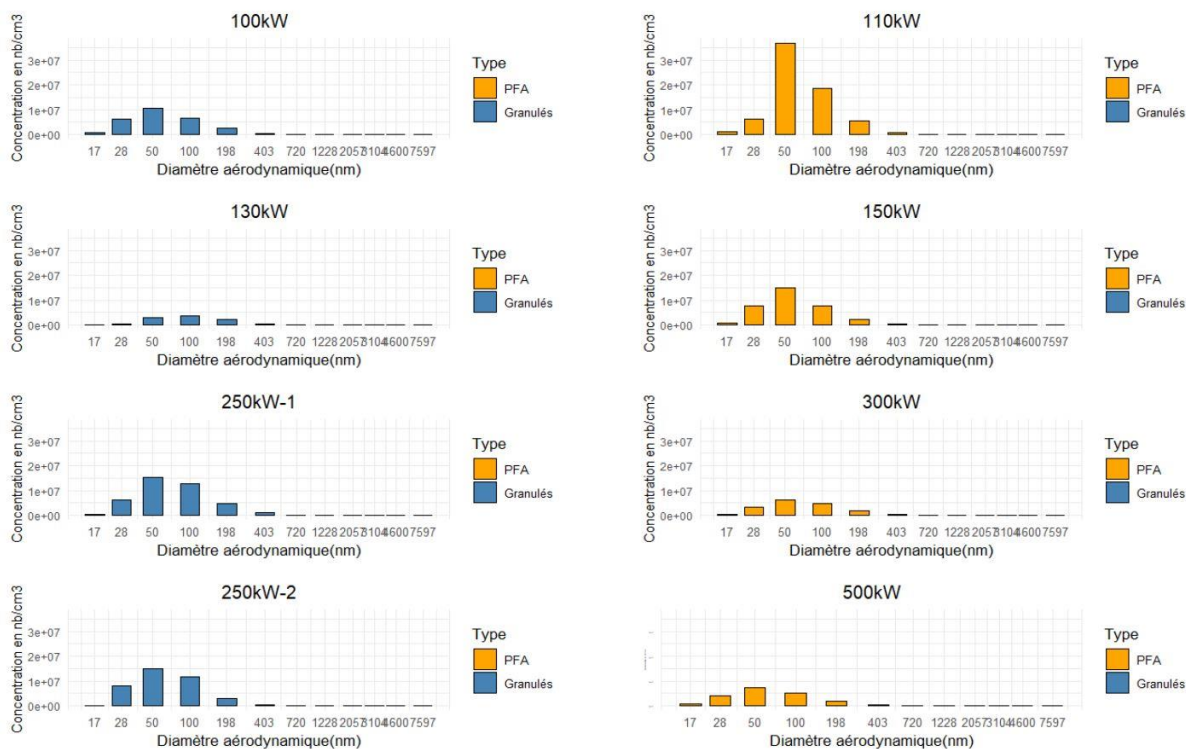 100kW
Concentration en nb/cm3
3e+07
2e+07
1e+07
0e+00
17 28 50 100 198 403 720 1228 2057 3104 4600 7597
Diamètre aérodynamique(nm)
Type
PFA
Granulés
110kW
Concentration en nb/cm3
3e+07
2e+07
1e+07
0e+00
17 28 50 100 198 403 720 1228 2057 3104 4600 7597
Diamètre aérodynamique(nm)
Type
PFA
Granulés
130kW
Concentration en nb/cm3
3e+07
2e+07
1e+07
0e+00
17 28 50 100 198 403 720 1228 2057 3104 4600 7597
Diamètre aérodynamique(nm)
Type
PFA
Granulés
150kW
Concentration en nb/cm3
3e+07
2e+07
1e+07
0e+00
17 28 50 100 198 403 720 1228 2057 3104 4600 7597
Diamètre aérodynamique(nm)
Type
PFA
Granulés
250kW-1
Concentration en nb/cm3
3e+07
2e+07
1e+07
0e+00
17 28 50 100 198 403 720 1228 2057 3104 4600 7597
Diamètre aérodynamique(nm)
Type
PFA
Granulés
300kW
Concentration en nb/cm3
3e+07
2e+07
1e+07
0e+00
17 28 50 100 198 403 720 1228 2057 3104 4600 7597
Diamètre aérodynamique(nm)
Type
PFA
Granulés
250kW-2
Concentration en nb/cm3
3e+07
2e+07
1e+07
0e+00
17 28 50 100 198 403 720 1228 2057 3104 4600 7597
Diamètre aérodynamique(nm)
Type
PFA
Granulés
500kW
17 28 50 100 198 403 720 1228 2057 3104 4600 7597
Diamètre aérodynamique(nm)
Type
PFA
Granulés